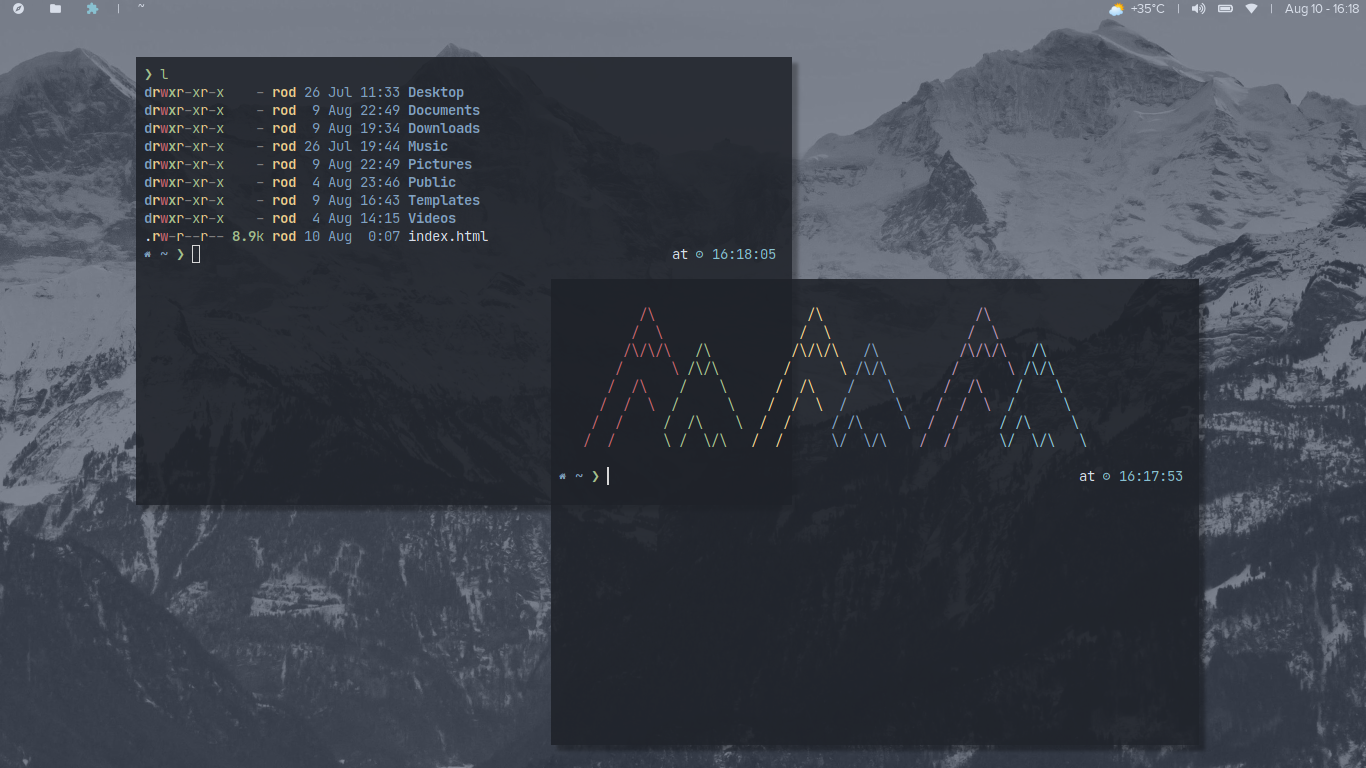 ~ +35°C Aug 10 - 16:18
❯ l
drwxr-xr-x    - rod 26 Jul 11:33 Desktop
drwxr-xr-x    - rod  9 Aug 22:49 Documents
drwxr-xr-x    - rod  9 Aug 19:34 Downloads
drwxr-xr-x    - rod 26 Jul 19:44 Music
drwxr-xr-x    - rod  9 Aug 22:49 Pictures
drwxr-xr-x    - rod  4 Aug 23:46 Public
drwxr-xr-x    - rod  9 Aug 16:43 Templates
drwxr-xr-x    - rod  4 Aug 14:15 Videos
.rw-r--r-- 8.9k rod 10 Aug  0:07 index.html
~ ❯ at 16:18:05
~ ❯ at 16:17:53